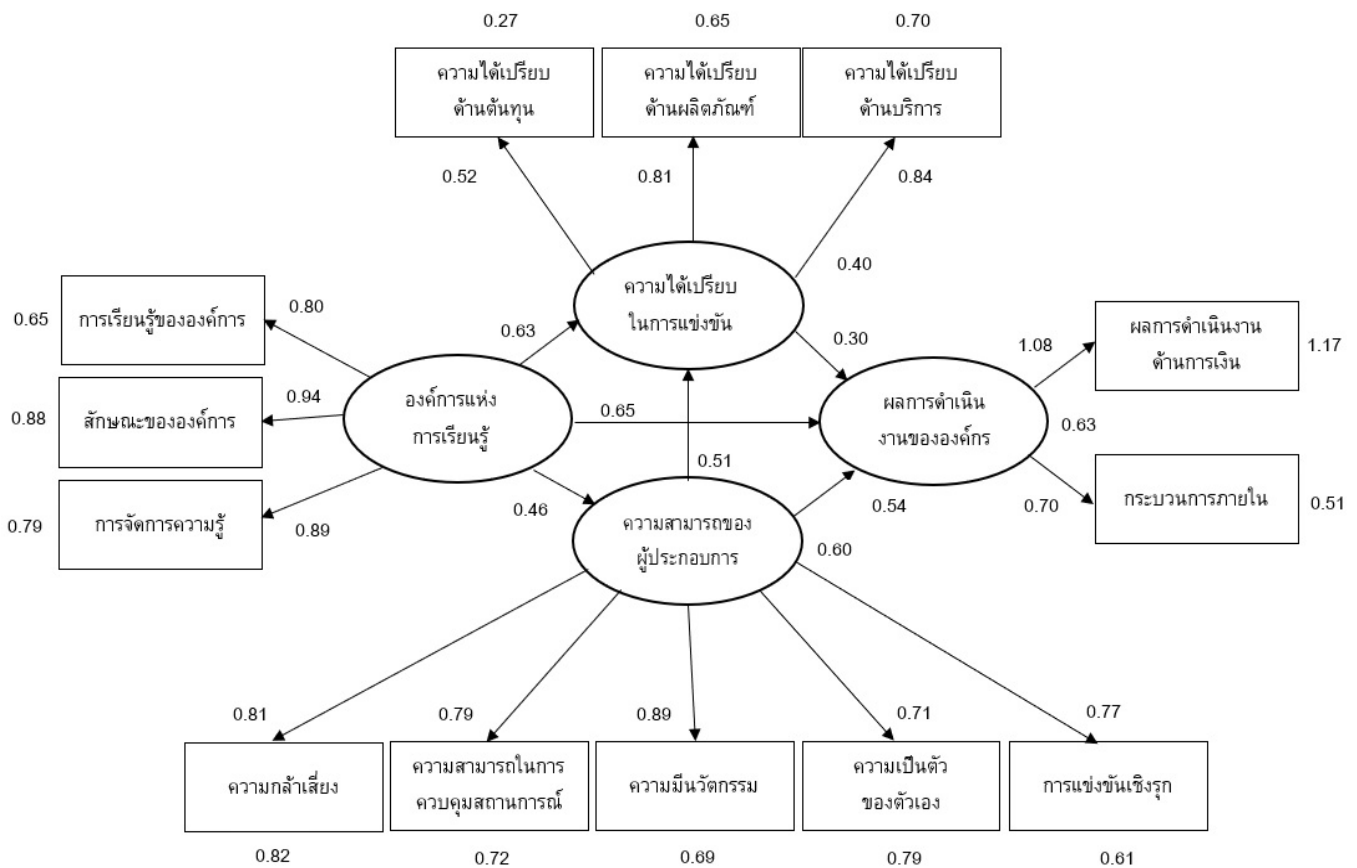 0.27 0.65 0.70
ความได้เปรียบ
ด้านต้นทุน
ความได้เปรียบ
ด้านผลิตภัณฑ์
ความได้เปรียบ
ด้านบริการ
0.52 0.81 0.84
ความได้เปรียบ
ในการแข่งขัน
0.40
0.65
การเรียนรู้ขององค์การ
0.80
0.63
0.30
1.08
ผลการดำเนินงาน
ด้านการเงิน
1.17
0.88
สักษณะขององค์การ
0.94
องค์การแห่ง
การเรียนรู้
0.65
ผลการดำเนิน
งานขององค์กร
0.63
0.79
การจัดการความรู้
0.89
0.46
0.51
ความสามารถของ
ผู้ประกอบการ
0.54
0.60
0.70
กระบวนการภายใน
0.51
0.81 0.79 0.89 0.71 0.77
ความกล้าเสี่ยง
ความสามารถในการ
ควบคุมสถานการณ์
ความมีนวัตกรรม
ความเป็นตัว
ของตัวเอง
การแข่งขันเชิงรุก
0.82 0.72 0.69 0.79 0.61